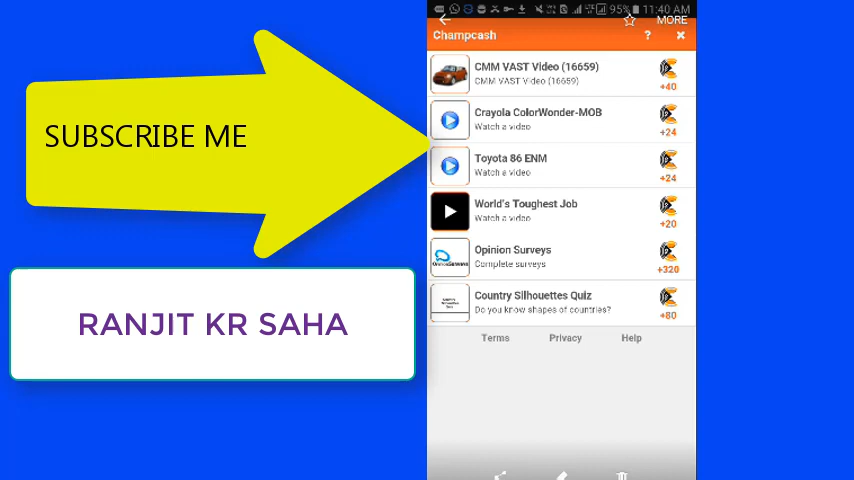 SUBSCRIBE ME
RANJIT KR SAHA
95% 11:40 AM
MORE
Champcash ?
CMM VAST Video (16659)
CMM VAST Video (16659)
+40
Crayola ColorWonder-MOB
Watch a video
+24
Toyota 86 ENM
Watch a video
+24
World's Toughest Job
Watch a video
+20
Opinion Surveys
Complete surveys
+320
Country Silhouettes Quiz
Do you know shapes of countries?
+80
Terms Privacy Help